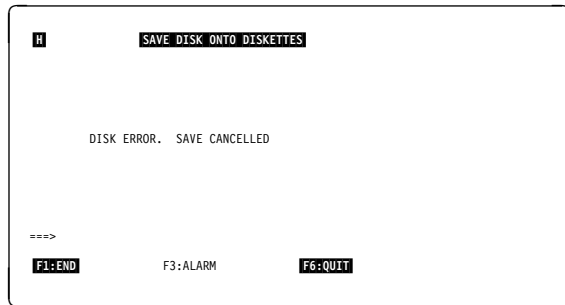 H SAVE DISK ONTO DISKETTES
DISK ERROR. SAVE CANCELLED
===>
F1:END F3:ALARM F6:QUIT